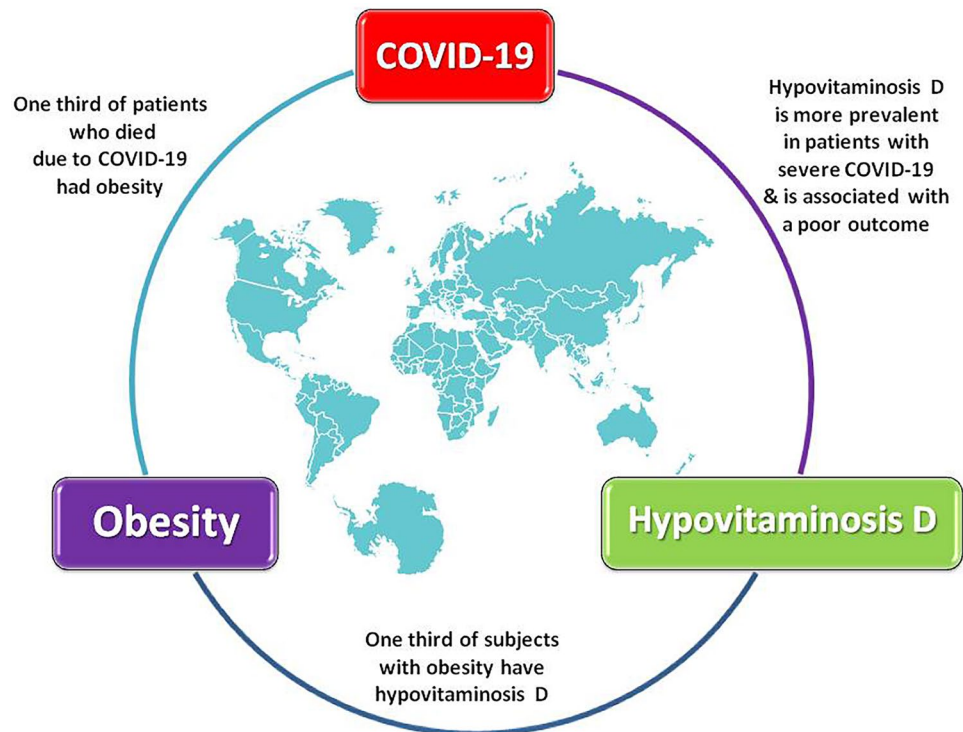 COVID-19
One third of patients
who died
due to COVID-19
had obesity
Hypovitaminosis D
is more prevalent
in patients with
severe COVID-19
& is associated with
a poor outcome
Obesity
Hypovitaminosis D
One third of subjects
with obesity have
hypovitaminosis D